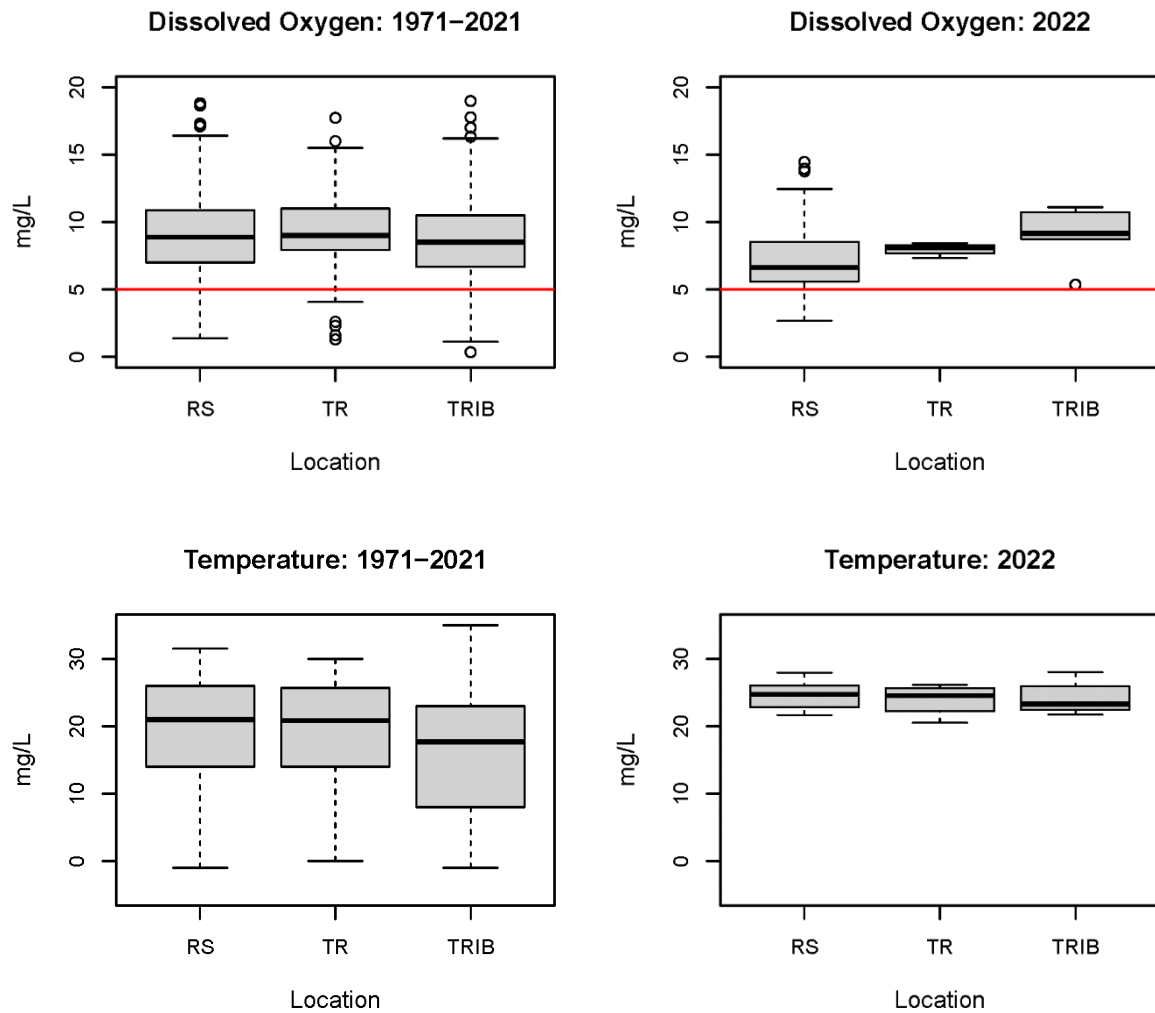 Dissolved Oxygen: 1971−2021
mg/L
20
15
10
5
0
RS TR TRIB
Location
Dissolved Oxygen: 2022
mg/L
20
15
10
5
0
RS TR TRIB
Location
Temperature: 1971−2021
mg/L
30
20
10
0
RS TR TRIB
Location
Temperature: 2022
mg/L
30
20
10
0
RS TR TRIB
Location